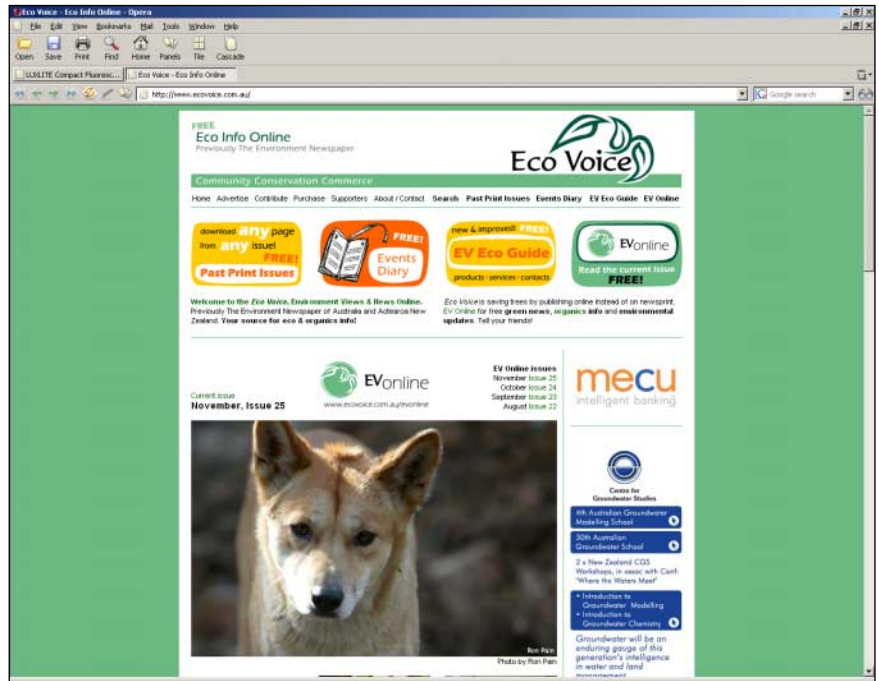 Eco Voice - Eco Info Online - Opera
File Edit View Bookmarks Mail Tools Window Help
Open Save Print Find Home Panels Tile Cascade
LUXLITE Compact Fluoresc... Eco Voice - Eco Info Online
http://www.ecovoice.com.au/
Google search
FREE
Eco Info Online
Previously The Environment Newspaper
Eco Voice
Community Conservation Commerce
Home Advertise Contribute Purchase Supporters About / Contact Search Past Print Issues Events Diary EV Eco Guide EV Online
download any page
from any issue!
FREE!
Past Print Issues
FREE!
Events
Diary
new & improved! FREE!
EV Eco Guide
products · services · contacts
EVonline
Read the current issue
FREE!
Welcome to the Eco Voice, Environment Views & News Online.
Previously The Environment Newspaper of Australia and Aotearoa New
Zealand. Your source for eco & organics info!
Eco Voice is saving trees by publishing online instead of on newsprint.
EV Online for free green news, organics info and environmental
updates. Tell your friends!
Current issue
November, Issue 25
EVonline
www.ecovoice.com.au/evonline
EV Online issues
November Issue 25
October Issue 24
September Issue 23
August Issue 22
mecu
intelligent banking
Centre for
Groundwater Studies
4th Australian Groundwater
Modelling School
30th Australian
Groundwater School
2 x New Zealand CGS
Workshops, in assoc with Conf:
"Where the Waters Meet"
• Introduction to
Groundwater Modelling
• Introduction to
Groundwater Chemistry
Groundwater will be an
enduring gauge of this
generation's intelligence
in water and land
management
Ron Pain
Photo by Ron Pain